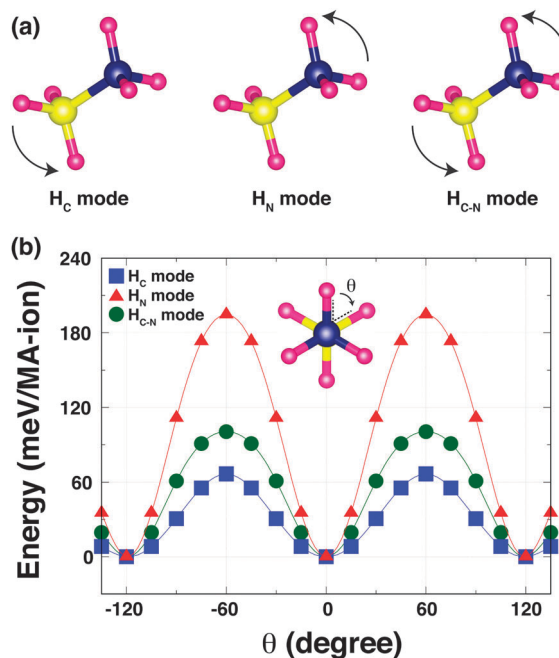 (a)
H_C mode
H_N mode
H_C-N mode
(b)
240
180
120
60
0
Energy (meV/MA-ion)
H_C mode
H_N mode
H_C-N mode
θ
-120
-60
0
60
120
θ (degree)